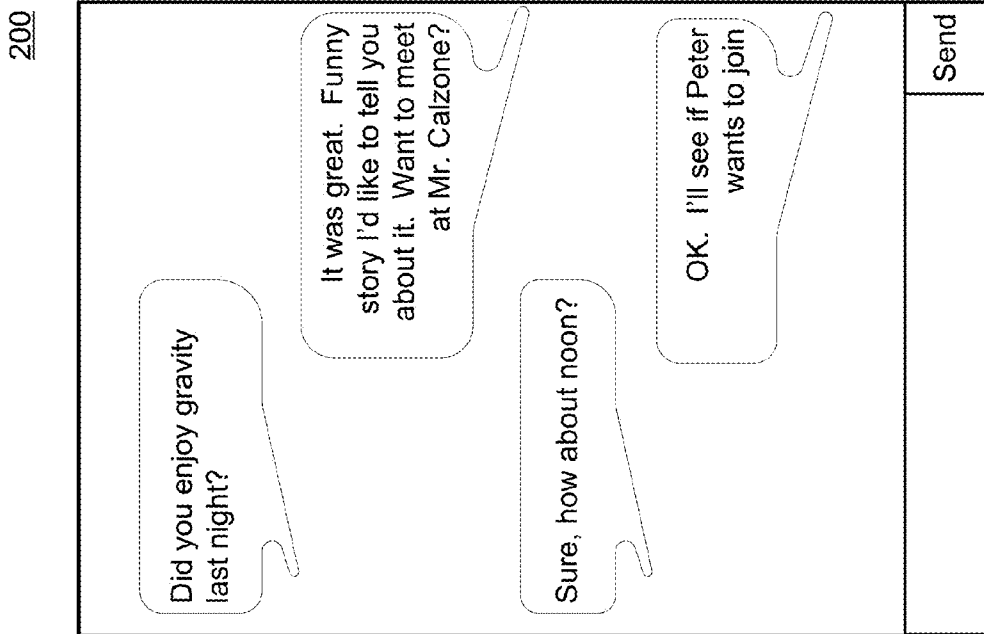 200
Did you enjoy gravity
last night?
It was great. Funny
story I'd like to tell you
about it. Want to meet
at Mr. Calzone?
Sure, how about noon?
OK. I'll see if Peter
wants to join
Send